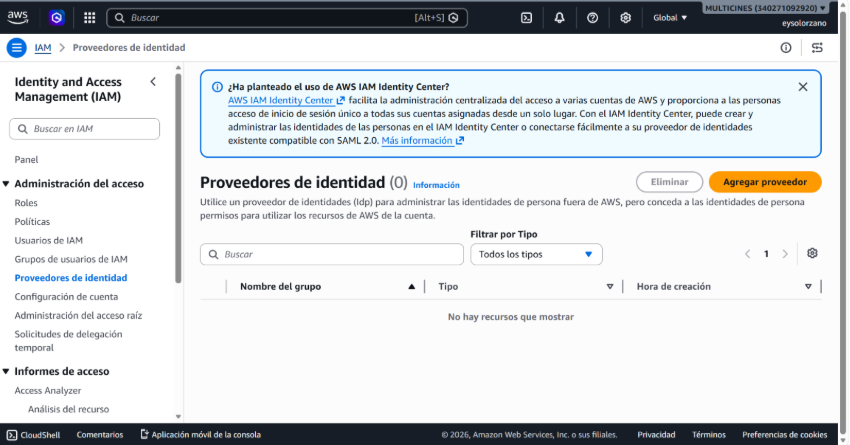 aws
Buscar
[Alt+S]
Global
MULTICINES (340271092920)
eysolorzano
IAM
Proveedores de identidad
Identity and Access
Management (IAM)
Buscar en IAM
Panel
Administración del acceso
Roles
Políticas
Usuarios de IAM
Grupos de usuarios de IAM
Proveedores de identidad
Configuración de cuenta
Administración del acceso raíz
Solicitudes de delegación
temporal
Informes de acceso
Access Analyzer
Análisis del recurso
¿Ha planteado el uso de AWS IAM Identity Center?
AWS IAM Identity Center facilita la administración centralizada del acceso a varias cuentas de AWS y proporciona a las personas
acceso de inicio de sesión único a todas sus cuentas asignadas desde un solo lugar. Con el IAM Identity Center, puede crear y
administrar las identidades de las personas en el IAM Identity Center o conectarse fácilmente a su proveedor de identidades
existente compatible con SAML 2.0. Más información
Proveedores de identidad (0) Información
Eliminar
Agregar proveedor
Utilice un proveedor de identidades (Idp) para administrar las identidades de persona fuera de AWS, pero conceda a las identidades de persona
permisos para utilizar los recursos de AWS de la cuenta.
Filtrar por Tipo
Buscar
Todos los tipos
1
Nombre del grupo
Tipo
Hora de creación
No hay recursos que mostrar
CloudShell
Comentarios
Aplicación móvil de la consola
© 2026, Amazon Web Services, Inc. o sus filiales.
Privacidad
Términos
Preferencias de cookies